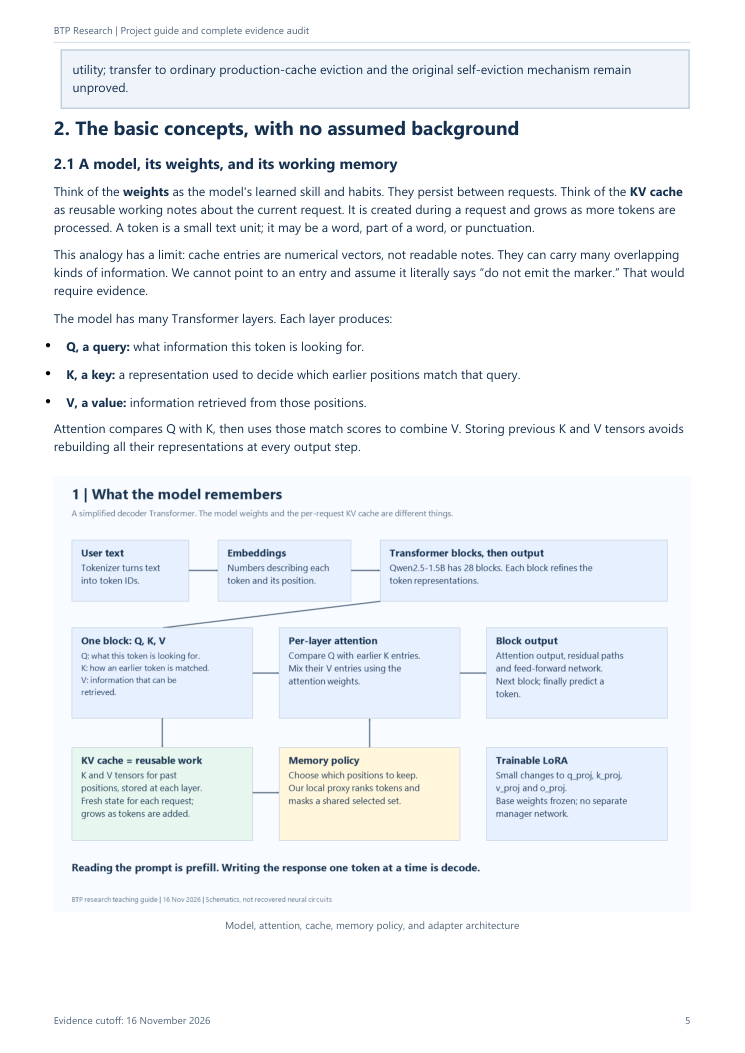 BTP Research | Project guide and complete evidence audit
utility; transfer to ordinary production-cache eviction and the original self-eviction mechanism remain
unproved.
2. The basic concepts, with no assumed background
2.1 A model, its weights, and its working memory
Think of the weights as the model's learned skill and habits. They persist between requests. Think of the KV cache
as reusable working notes about the current request. It is created during a request and grows as more tokens are
processed. A token is a small text unit; it may be a word, part of a word, or punctuation.
This analogy has a limit: cache entries are numerical vectors, not readable notes. They can carry many overlapping
kinds of information. We cannot point to an entry and assume it literally says “do not emit the marker.” That would
require evidence.
The model has many Transformer layers. Each layer produces:
• Q, a query: what information this token is looking for.
• K, a key: a representation used to decide which earlier positions match that query.
• V, a value: information retrieved from those positions.
Attention compares Q with K, then uses those match scores to combine V. Storing previous K and V tensors avoids
rebuilding all their representations at every output step.
1 | What the model remembers
A simplified decoder Transformer. The model weights and the per-request KV cache are different things.
User text
Tokenizer turns text
into token IDs.
Embeddings
Numbers describing each
token and its position.
Transformer blocks, then output
Qwen2.5-1.5B has 28 blocks. Each block refines the
token representations.
One block: Q, K, V
Q: what this token is looking for.
K: how an earlier token is matched.
V: information that can be
retrieved.
Per-layer attention
Compare Q with earlier K entries.
Mix their V entries using the
attention weights.
Block output
Attention output, residual paths
and feed-forward network.
Next block; finally predict a
token.
KV cache = reusable work
K and V tensors for past
positions, stored at each layer.
Fresh state for each request;
grows as tokens are added.
Memory policy
Choose which positions to keep.
Our local proxy ranks tokens and
masks a shared selected set.
Trainable LoRA
Small changes to q_proj, k_proj,
v_proj and o_proj.
Base weights frozen; no separate
manager network.
Reading the prompt is prefill. Writing the response one token at a time is decode.
BTP research teaching guide | 16 Nov 2026 | Schematics, not recovered neural circuits
Model, attention, cache, memory policy, and adapter architecture
Evidence cutoff: 16 November 2026
5